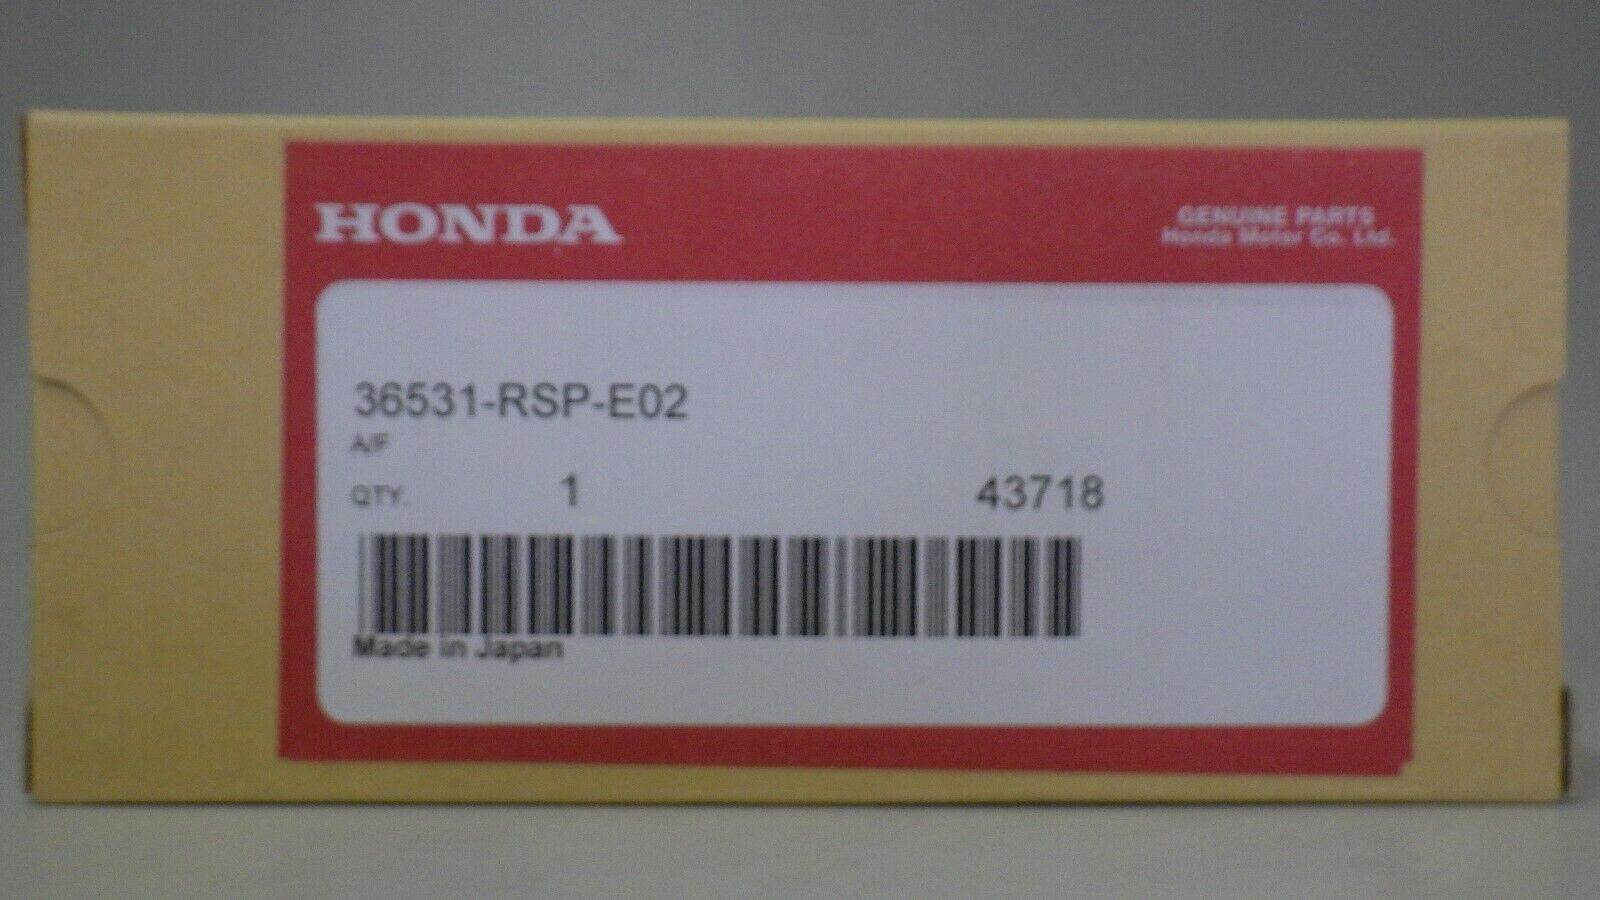 HONDA
GENUINE PARTS
Honda Motor Co. Ltd.
36531-RSP-E02
A/F
QTY. 1 43718
Made in Japan